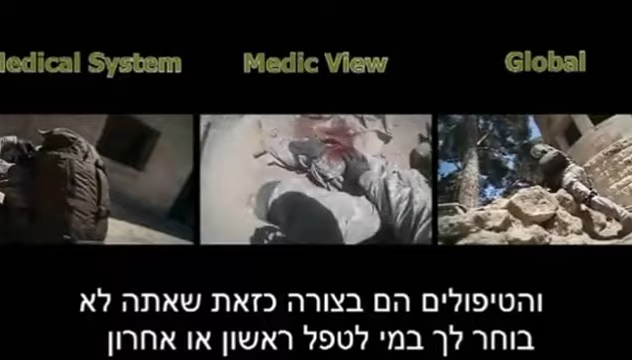 Medical System
Medic View
Global
והטיפולים הם בצורה כזאת שאתה לא
בוחר לך במי לטפל ראשון או אחרון